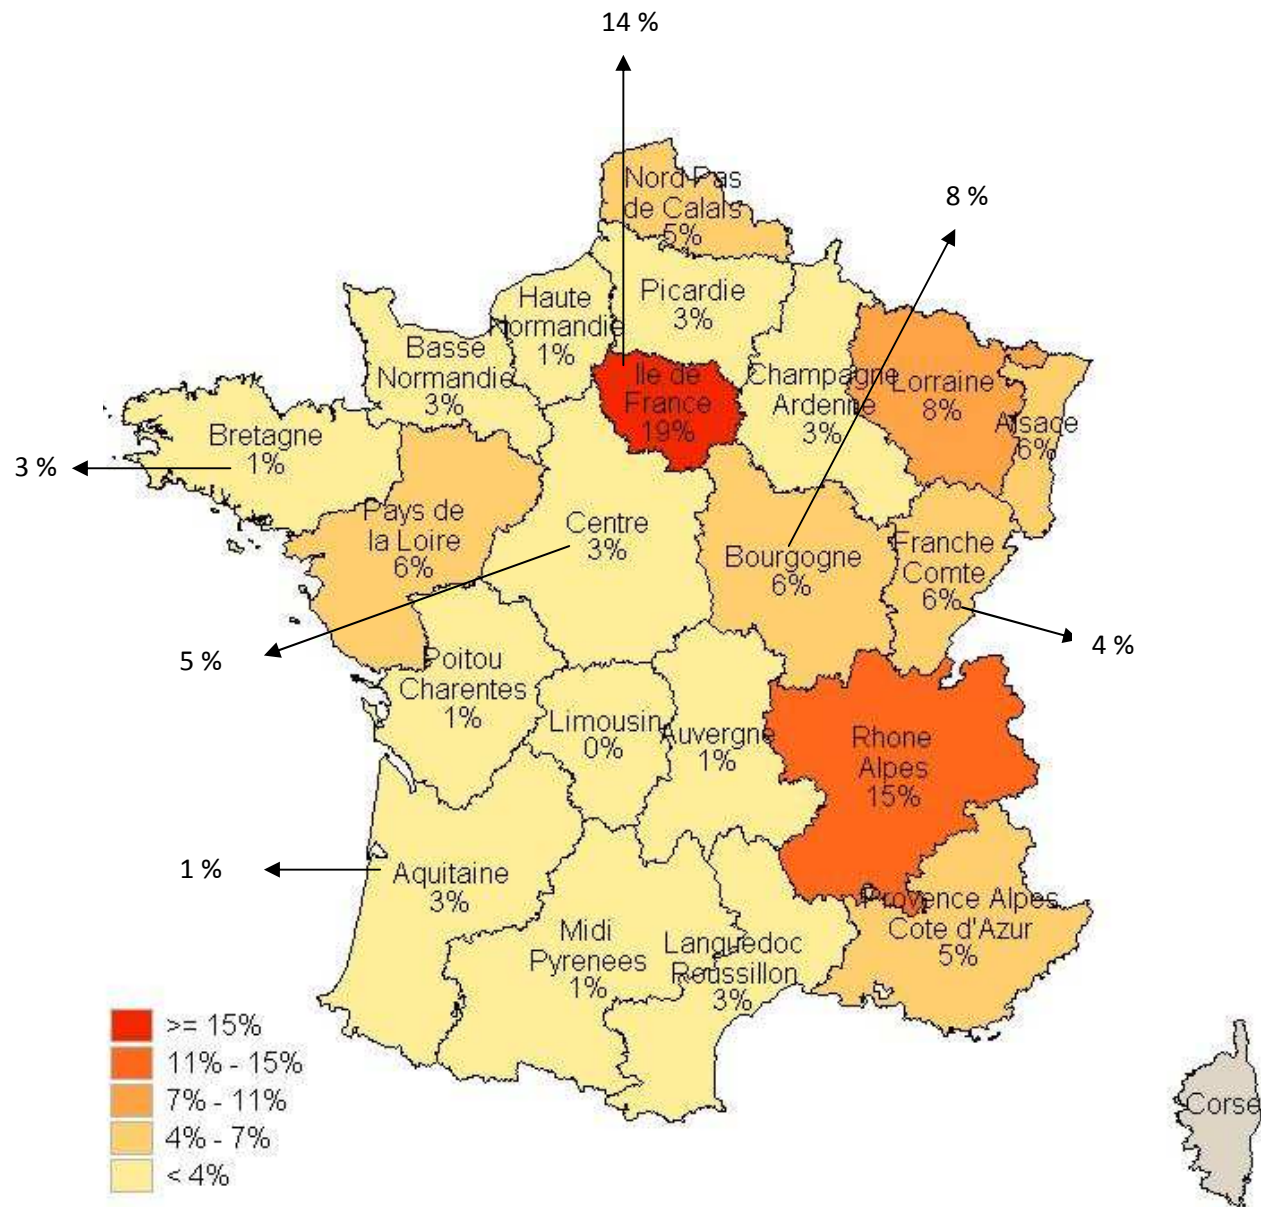 14 %
Nord Pas
de Calais
5%
8 %
Picardie
3%
Haute
Normandie
1%
Basse
Normandie
3%
Ile de
France
19%
Champagne
Ardenne
3%
Lorraine
8%
Alsace
6%
Bretagne
1%
3 %
Pays de
la Loire
6%
Centre
3%
Bourgogne
6%
Franche
Comte
6%
4 %
5 %
Poitou
Charentes
1%
Limousin
0%
Auvergne
1%
Rhone
Alpes
15%
1 %
Aquitaine
3%
Midi
Pyrenees
1%
Languedoc
Roussillon
3%
Provence Alpes
Cote d'Azur
5%
>= 15%
11% - 15%
7% - 11%
4% - 7%
< 4%
Corse